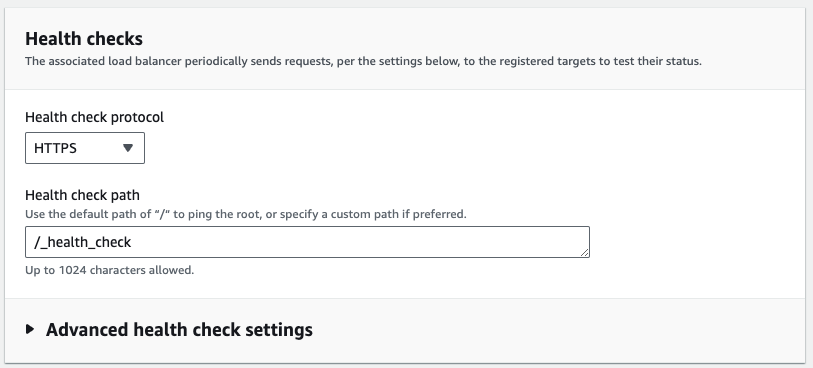 Health checks
The associated load balancer periodically sends requests, per the settings below, to the registered targets to test their status.
Health check protocol
HTTPS
Health check path
Use the default path of "/" to ping the root, or specify a custom path if preferred.
/_health_check
Up to 1024 characters allowed.
Advanced health check settings